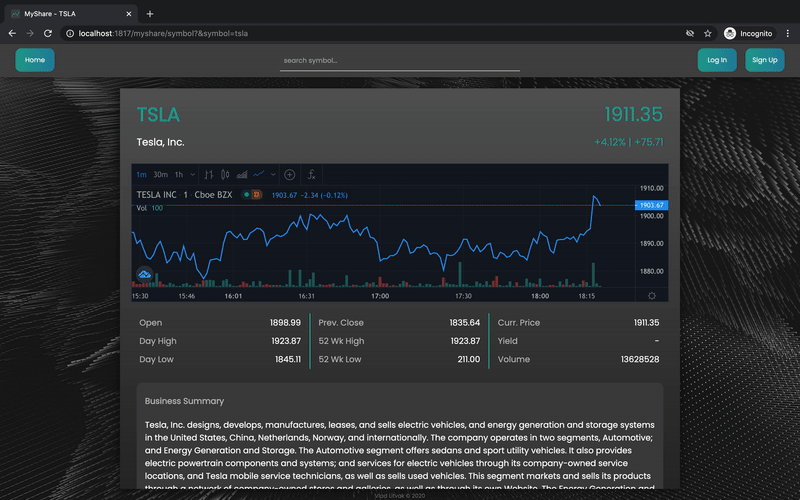 MyShare - TSLA
localhost:1817/myshare/symbol?&symbol=tsla
Incognito
Home
search symbol...
Log In
Sign Up
TSLA
1911.35
Tesla, Inc.
+4.12% | +75.71
1m 30m 1h
TESLA INC · 1 · Cboe BZX
1903.67 −2.34 (−0.12%)
Vol 100
1910.00
1903.67
1900.00
1890.00
1880.00
15:30 15:46 16:01 16:31 17:00 17:30 18:00 18:15
Open 1898.99
Prev. Close 1835.64
Curr. Price 1911.35
Day High 1923.87
52 Wk High 1923.87
Yield -
Day Low 1845.11
52 Wk Low 211.00
Volume 13628528
Business Summary
Tesla, Inc. designs, develops, manufactures, leases, and sells electric vehicles, and energy generation and storage systems
in the United States, China, Netherlands, Norway, and internationally. The company operates in two segments, Automotive;
and Energy Generation and Storage. The Automotive segment offers sedans and sport utility vehicles. It also provides
electric powertrain components and systems; and services for electric vehicles through its company-owned service
locations, and Tesla mobile service technicians, as well as sells used vehicles. This segment markets and sells its products
through a network of company-owned stores and galleries, as well as through its own Website. The Energy Generation and
© 2020